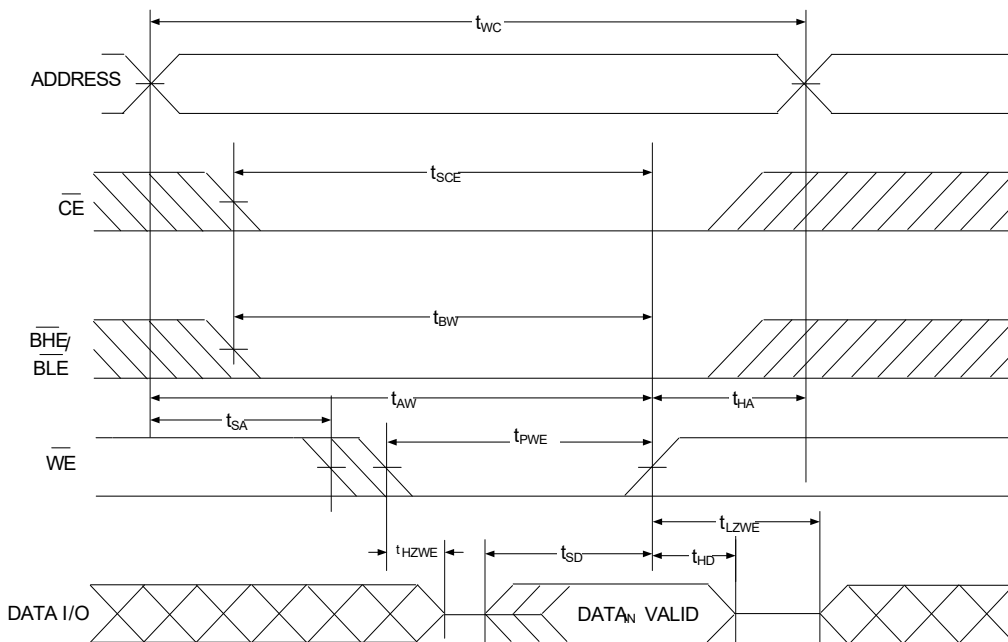 tWC
ADDRESS
tSCE
CE
tBW
BHE/
BLE
tAW
tHA
tSA
tPWE
WE
tLZWE
tHZWE
tSD
tHD
DATA I/O
DATAIN VALID